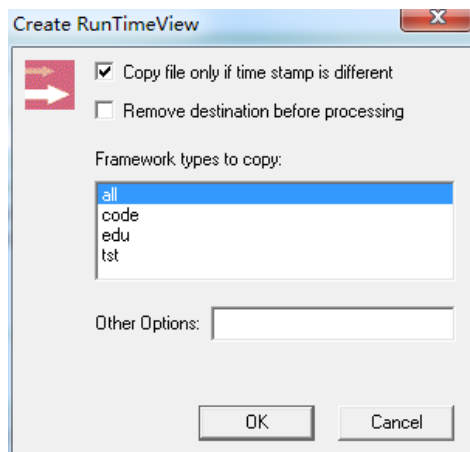 Create RunTimeView
Copy file only if time stamp is different
Remove destination before processing
Framework types to copy:
all
code
edu
tst
Other Options:
OK Cancel